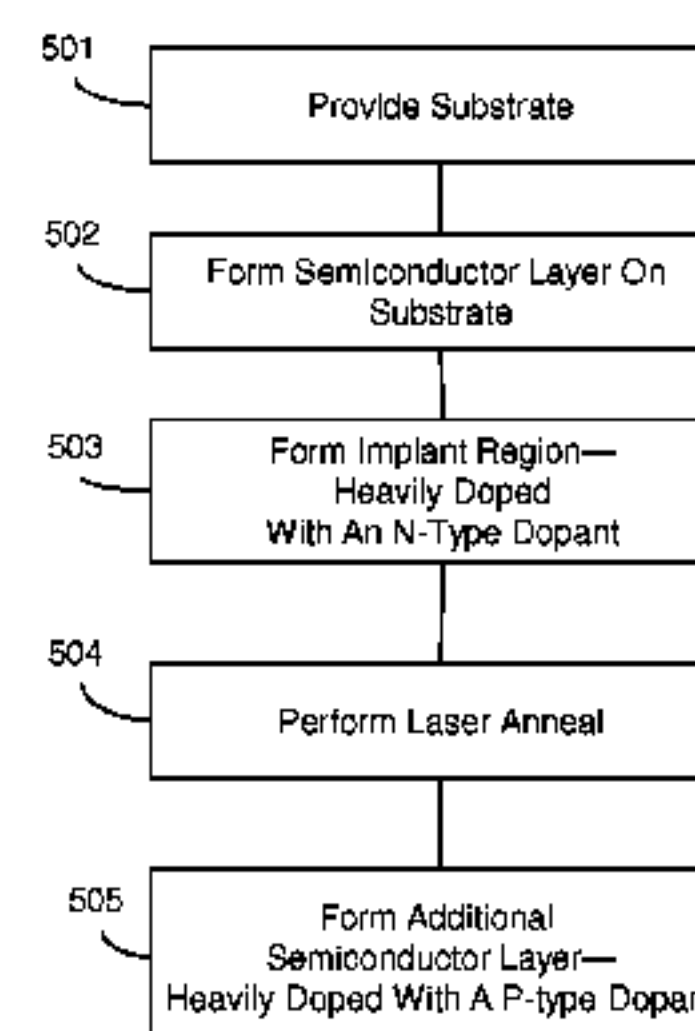 501
Provide Substrate
502
Form Semiconductor Layer On
Substrate
503
Form Implant Region—
Heavily Doped
With An N-Type Dopant
504
Perform Laser Anneal
505
Form Additional
Semiconductor Layer—
Heavily Doped With A P-type